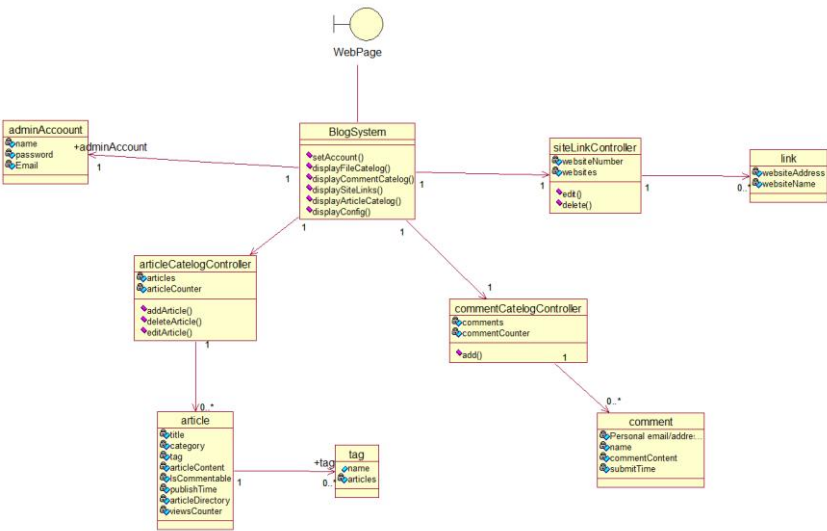 WebPage
adminAccoount
name
password
Email
+adminAccount
1
1
BlogSystem
setAccount()
displayFileCatelog()
displayCommentCatelog()
displaySiteLinks()
displayArticleCatelog()
displayConfig()
1
1
siteLinkController
websiteNumber
websites
edit()
delete()
1
0..*
link
websiteAddress
websiteName
1
1
articleCatelogController
articles
articleCounter
addArticle()
deleteArticle()
editArticle()
1
commentCatelogController
comments
commentCounter
add()
1
1
0..*
0..*
article
title
category
tag
articleContent
IsCommentable
publishTime
articleDirectory
viewsCounter
1
+tag
0..*
tag
name
articles
comment
Personal email/addre:...
name
commentContent
submitTime